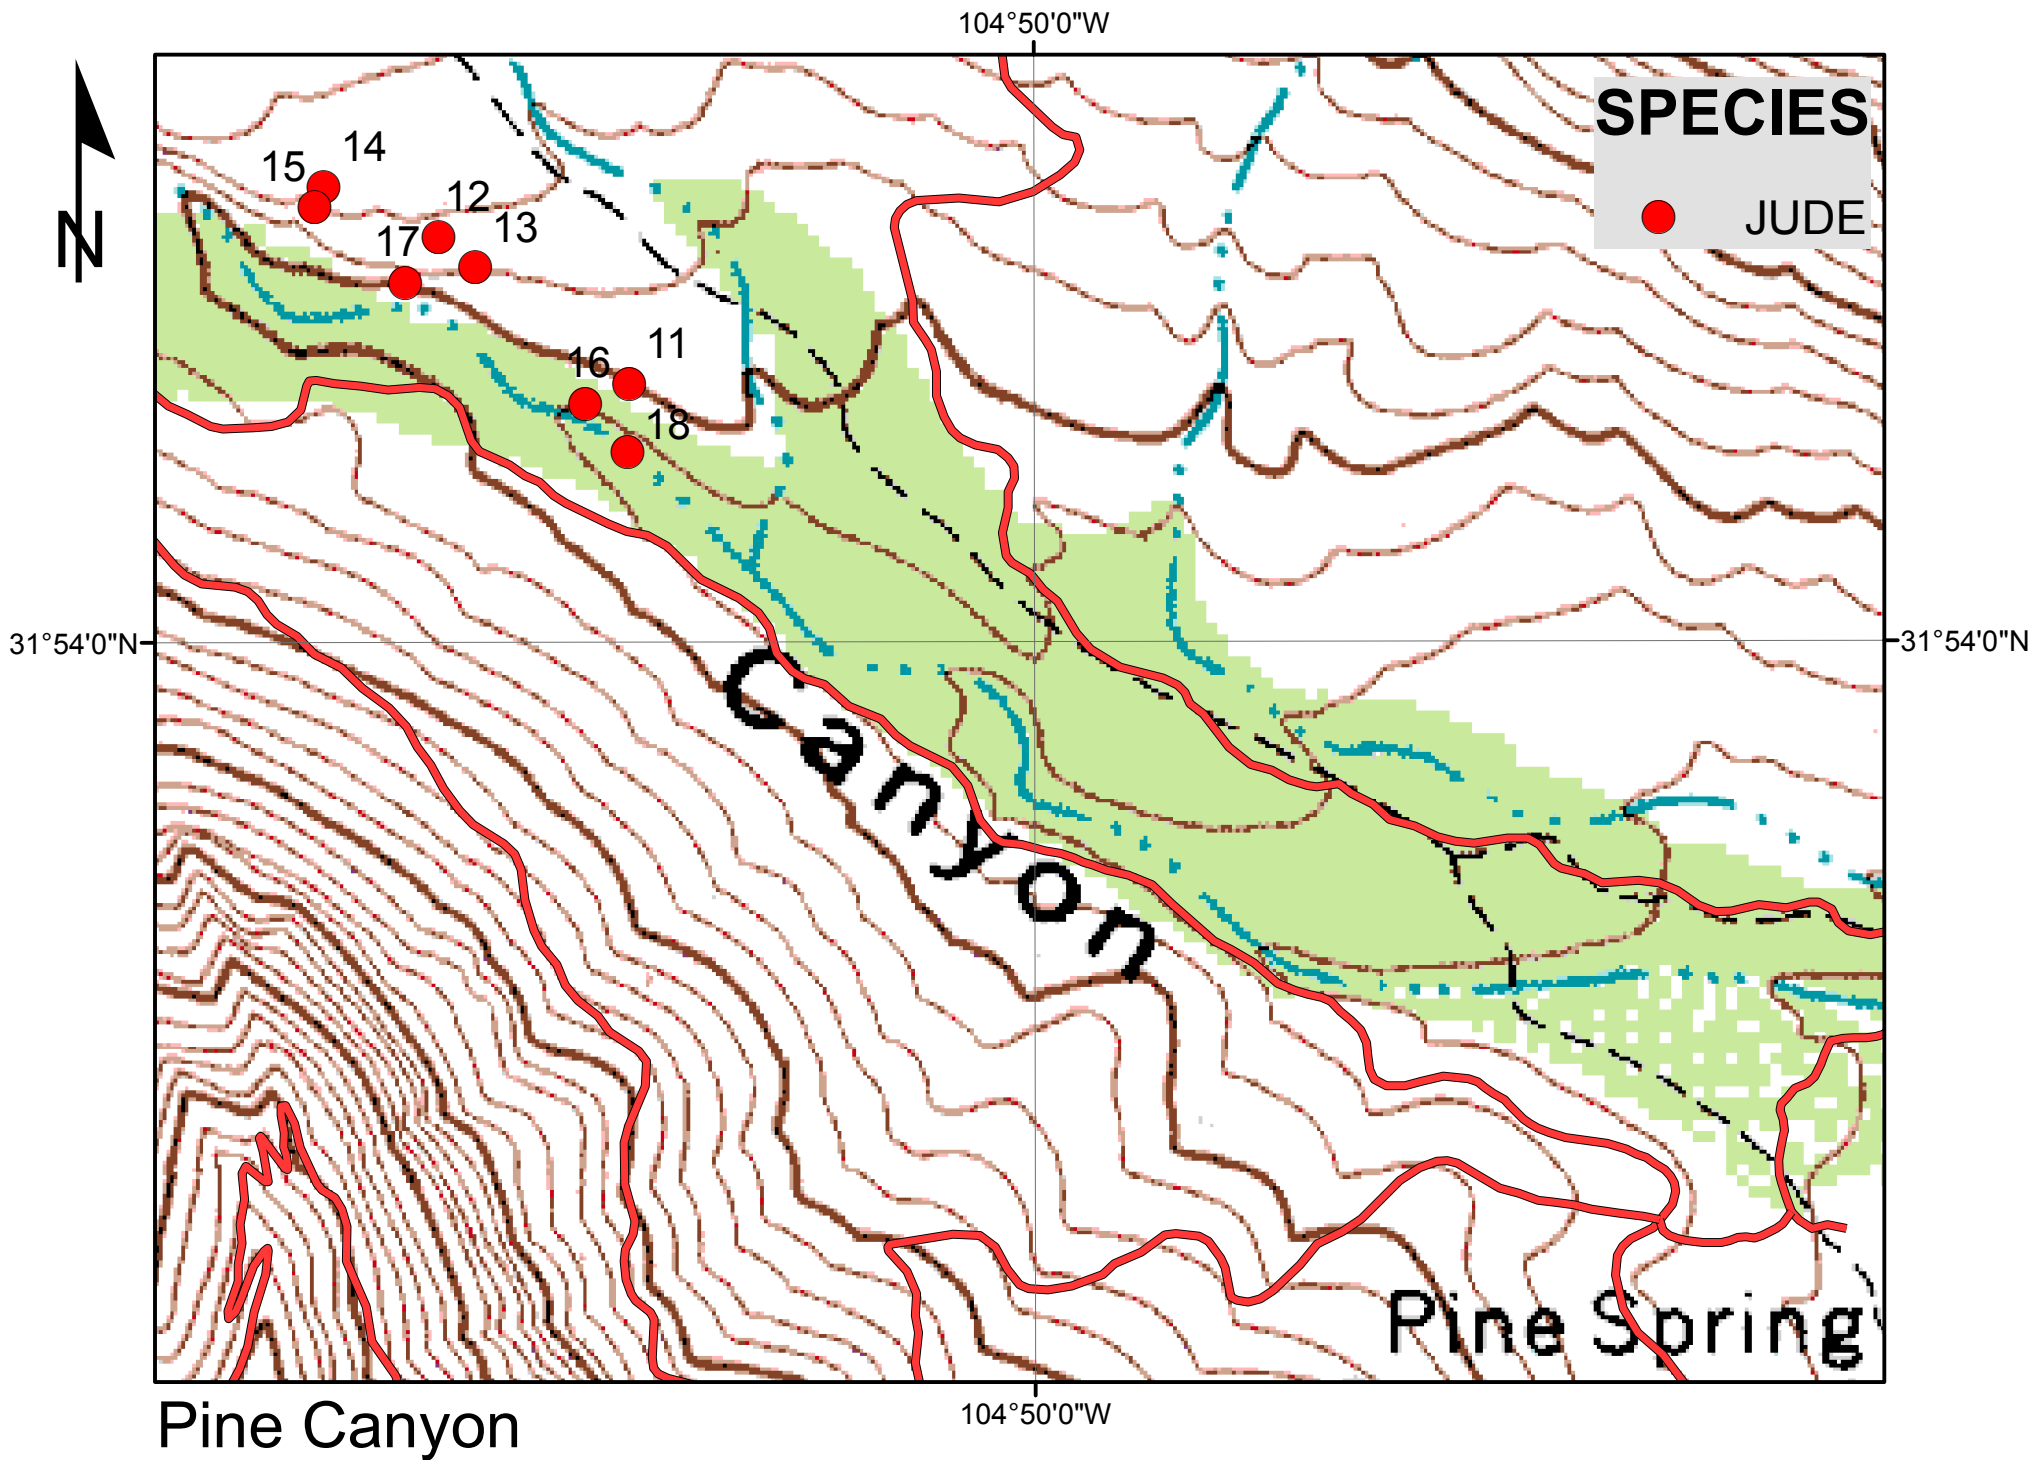 104°50'0"W
SPECIES
JUDE
N
14
15
12
13
17
11
16
18
31°54'0"N
31°54'0"N
Canyon
Pine Spring
104°50'0"W
Pine Canyon